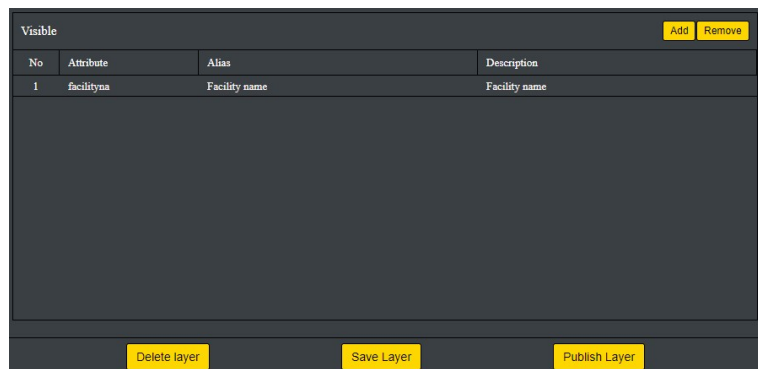 Visible Add Remove
No Attribute Alias Description
1 facilityna Facility name Facility name
Delete layer Save Layer Publish Layer